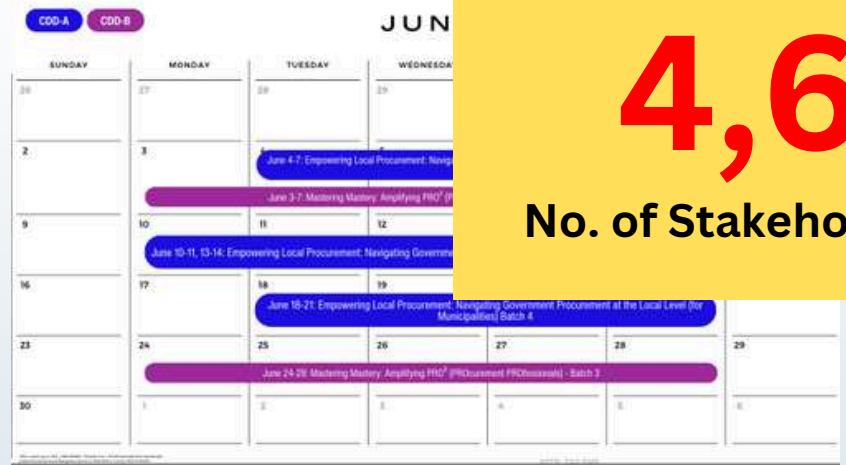 CDD-A CDD-B
JUN
4,6
No. of Stakeho
SUNDAY MONDAY TUESDAY WEDNESDA
26 27 28 29
2 3 4
June 4-7: Empowering Local Procurement: Naviga
June 3-7: Mastering Mastery: Amplifying PRO² (P
9 10 11 12
June 10-11, 13-14: Empowering Local Procurement: Navigating Governme
16 17 18 19
June 18-21: Empowering Local Procurement: Navigating Government Procurement at the Local Level (for
Municipalities) Batch 4
23 24 25 26 27 28 29
June 24-28: Mastering Mastery: Amplifying PRO² (PROcurement PROfessionals) - Batch 3
30 1 2 3 4 5 6